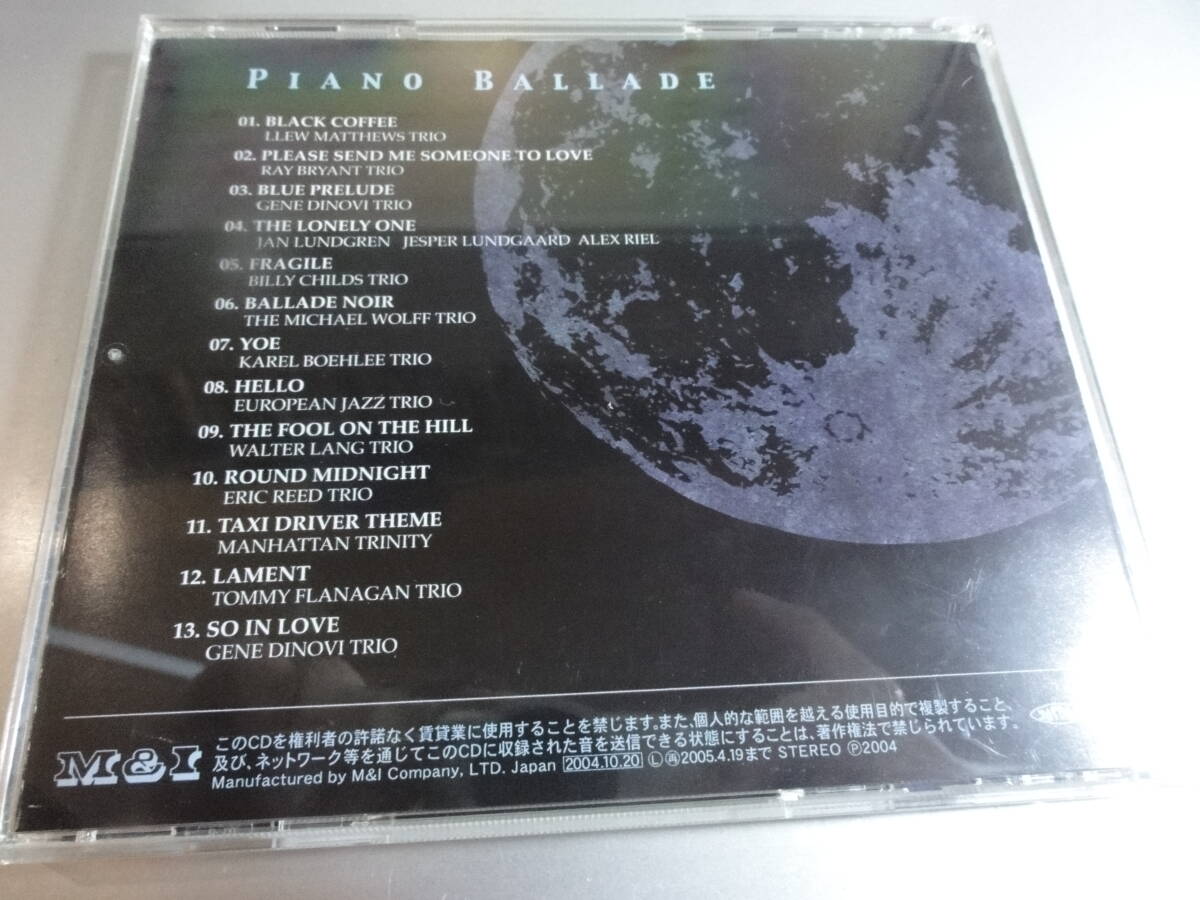 PIANO BALLADE
01. BLACK COFFEE
LLEW MATTHEWS TRIO
02. PLEASE SEND ME SOMEONE TO LOVE
RAY BRYANT TRIO
03. BLUE PRELUDE
GENE DINOVI TRIO
04. THE LONELY ONE
JAN LUNDGREN JESPER LUNDGAARD ALEX RIEL
05. FRAGILE
BILLY CHILDS TRIO
06. BALLADE NOIR
THE MICHAEL WOLFF TRIO
07. YOE
KAREL BOEHLEE TRIO
08. HELLO
EUROPEAN JAZZ TRIO
09. THE FOOL ON THE HILL
WALTER LANG TRIO
10. ROUND MIDNIGHT
ERIC REED TRIO
11. TAXI DRIVER THEME
MANHATTAN TRINITY
12. LAMENT
TOMMY FLANAGAN TRIO
13. SO IN LOVE
GENE DINOVI TRIO
M&I
このCDを権利者の許諾なく賃貸業に使用することを禁じます。また、個人的な範囲を越える使用目的で複製すること、
及び、ネットワーク等を通じてこのCDに収録された音を送信できる状態にすることは、著作権法で禁じられています。
Manufactured by M&I Company, LTD. Japan 2004.10.20 Ⓛ㋵2005.4.19まで STEREO Ⓟ2004